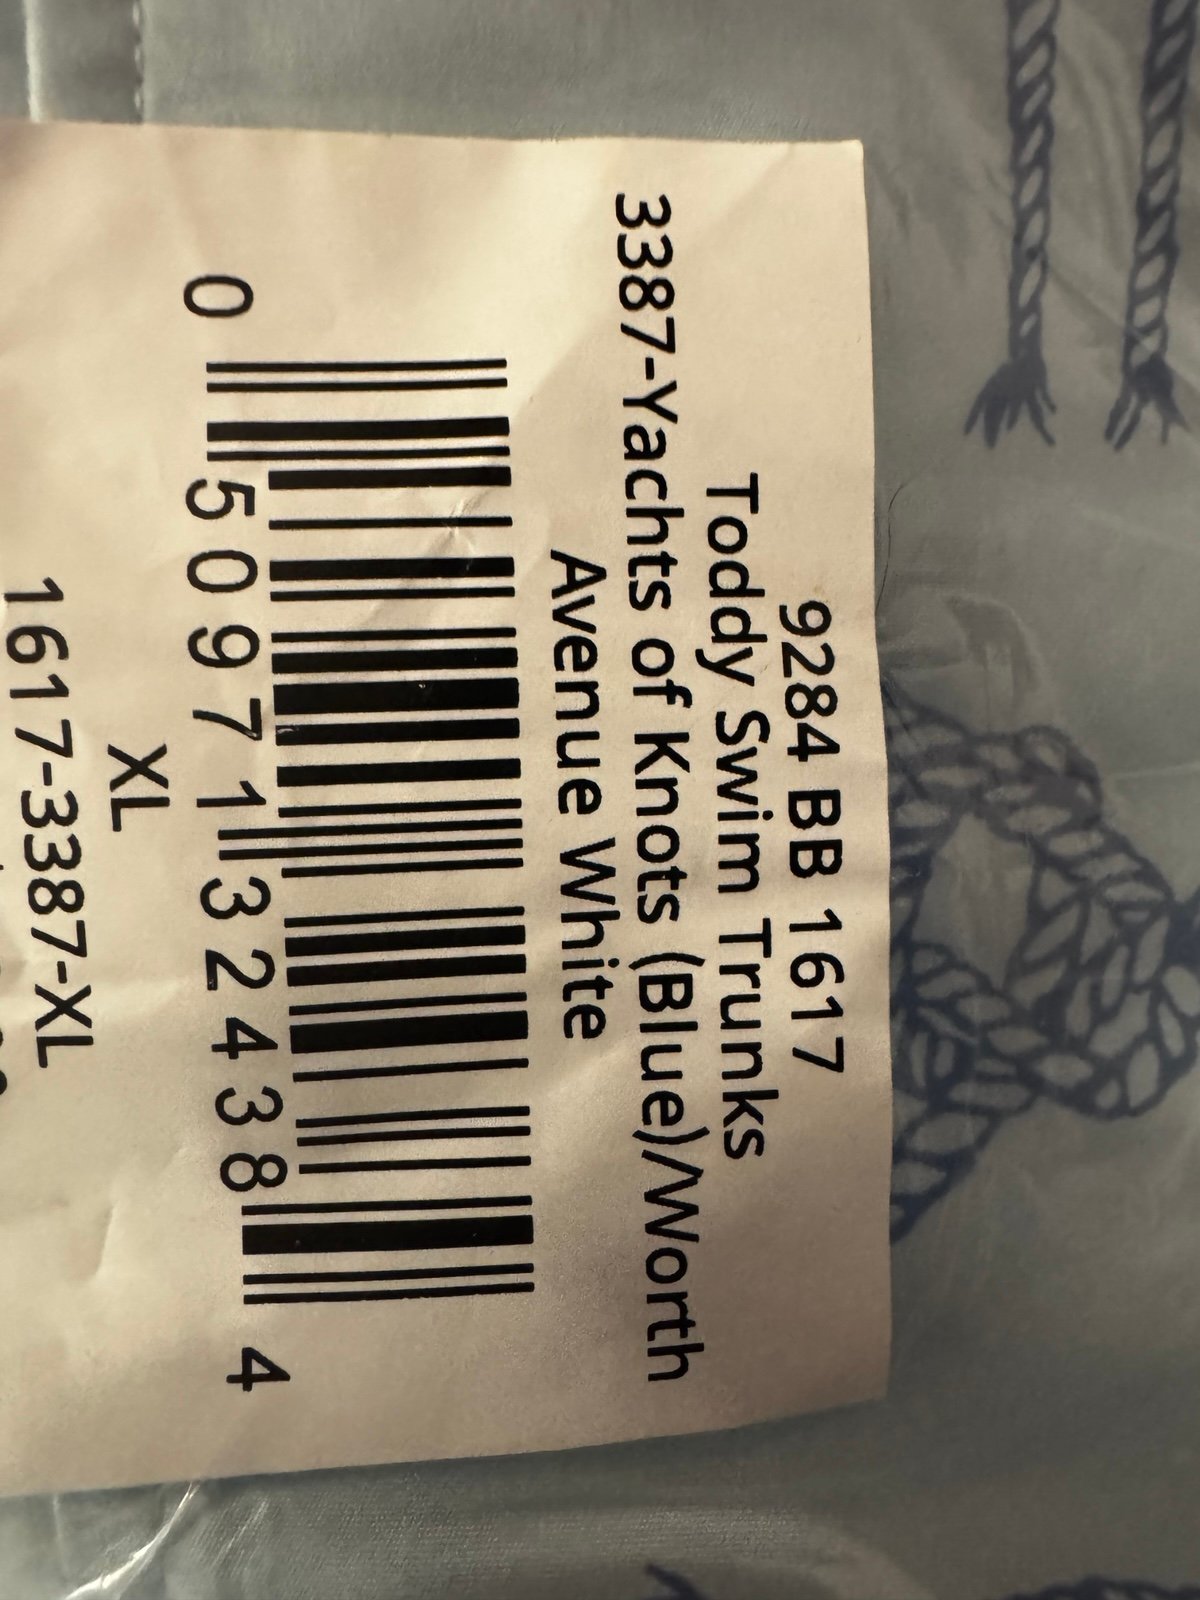 9284 BB 1617
Toddy Swim Trunks
3387-Yachts of Knots (Blue)/Worth
Avenue White
0 50971 32438 4
XL
1617-3387-XL